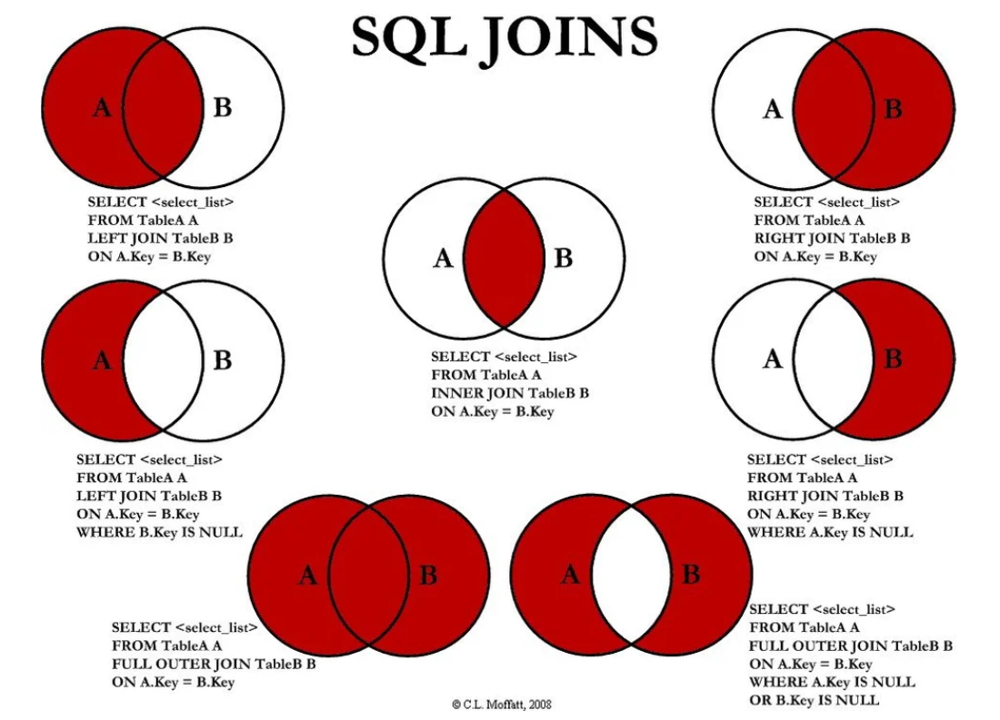 SQL JOINS
A B
SELECT <select_list>
FROM TableA A
LEFT JOIN TableB B
ON A.Key = B.Key
A B
SELECT <select_list>
FROM TableA A
RIGHT JOIN TableB B
ON A.Key = B.Key
A B
SELECT <select_list>
FROM TableA A
INNER JOIN TableB B
ON A.Key = B.Key
A B
SELECT <select_list>
FROM TableA A
LEFT JOIN TableB B
ON A.Key = B.Key
WHERE B.Key IS NULL
A B
SELECT <select_list>
FROM TableA A
RIGHT JOIN TableB B
ON A.Key = B.Key
WHERE A.Key IS NULL
A B
SELECT <select_list>
FROM TableA A
FULL OUTER JOIN TableB B
ON A.Key = B.Key
A B
SELECT <select_list>
FROM TableA A
FULL OUTER JOIN TableB B
ON A.Key = B.Key
WHERE A.Key IS NULL
OR B.Key IS NULL
© C.L. Moffatt, 2008